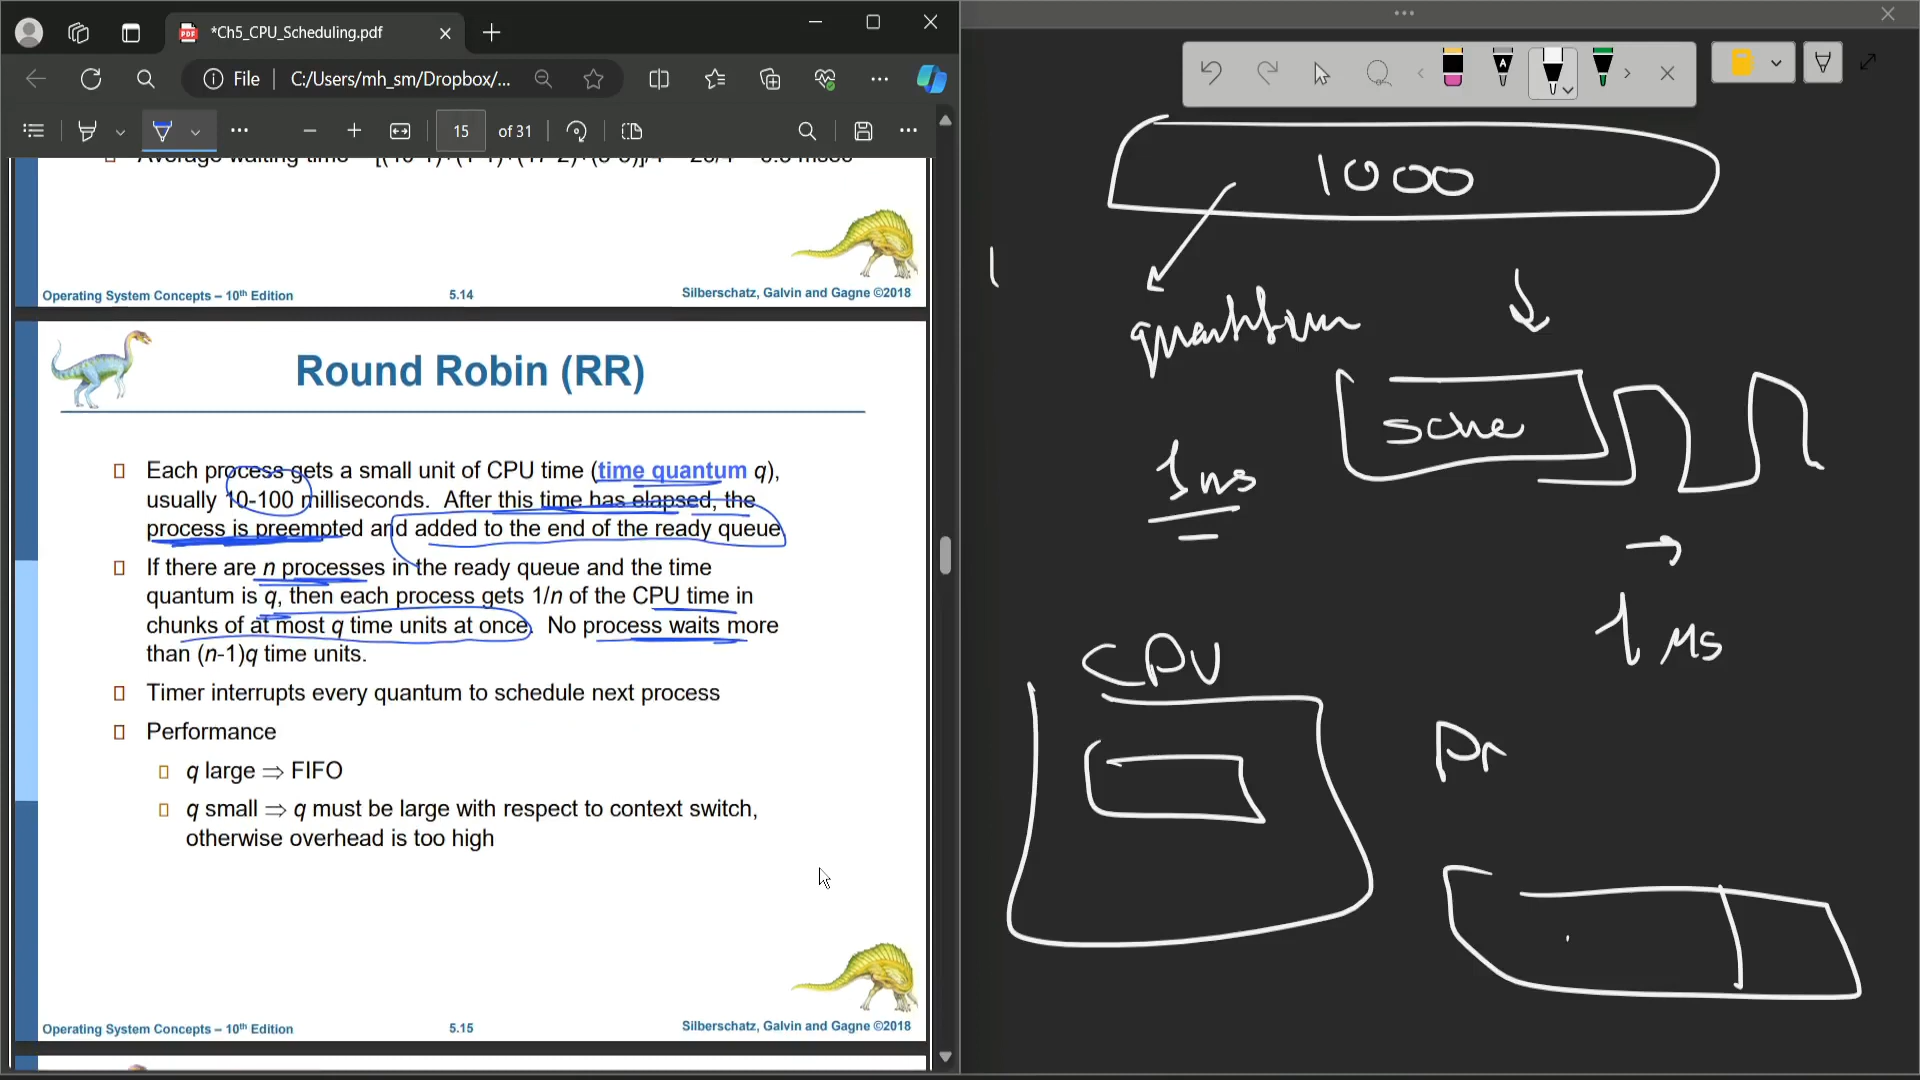 *Ch5_CPU_Scheduling.pdf
File
C:/Users/mh_sm/Dropbox/...
15 of 31
Operating System Concepts – 10th Edition
5.14
Silberschatz, Galvin and Gagne ©2018
Round Robin (RR)
Each process gets a small unit of CPU time (time quantum q),
usually 10-100 milliseconds. After this time has elapsed, the
process is preempted and added to the end of the ready queue.
If there are n processes in the ready queue and the time
quantum is q, then each process gets 1/n of the CPU time in
chunks of at most q time units at once. No process waits more
than (n-1)q time units.
Timer interrupts every quantum to schedule next process
Performance
q large ⇒ FIFO
q small ⇒ q must be large with respect to context switch,
otherwise overhead is too high
Operating System Concepts – 10th Edition
5.15
Silberschatz, Galvin and Gagne ©2018
1000
sche
1 ns
1 μs
CPU
Pr